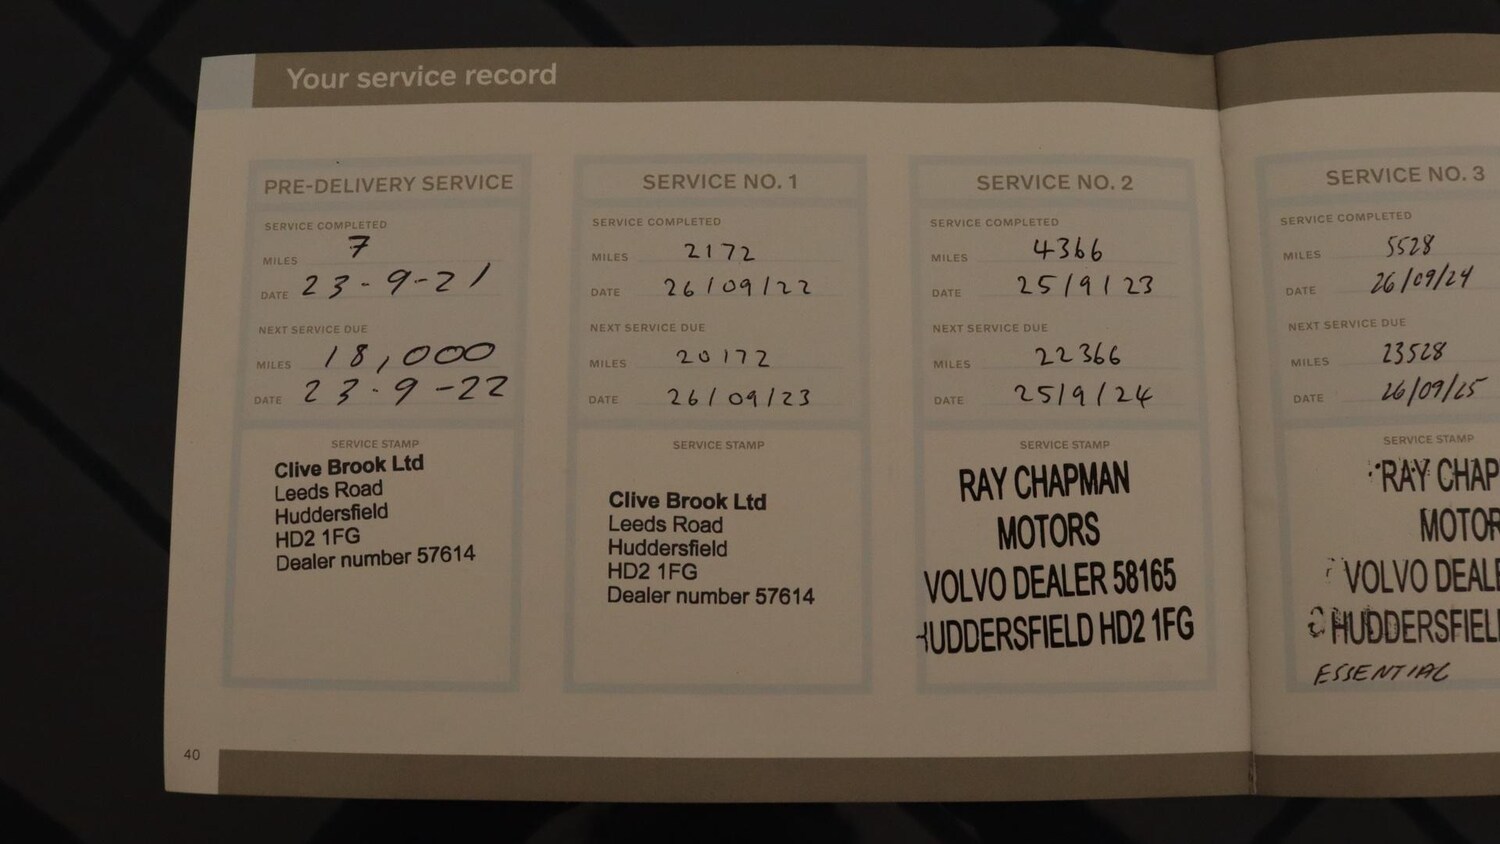 Your service record
PRE-DELIVERY SERVICE
SERVICE COMPLETED
MILES 7
DATE 23-9-21
NEXT SERVICE DUE
MILES 18,000
DATE 23-9-22
SERVICE STAMP
Clive Brook Ltd
Leeds Road
Huddersfield
HD2 1FG
Dealer number 57614
SERVICE NO. 1
SERVICE COMPLETED
MILES 2172
DATE 26/09/22
NEXT SERVICE DUE
MILES 20172
DATE 26/09/23
SERVICE STAMP
Clive Brook Ltd
Leeds Road
Huddersfield
HD2 1FG
Dealer number 57614
SERVICE NO. 2
SERVICE COMPLETED
MILES 4366
DATE 25/9/23
NEXT SERVICE DUE
MILES 22366
DATE 25/9/24
SERVICE STAMP
RAY CHAPMAN
MOTORS
VOLVO DEALER 58165
HUDDERSFIELD HD2 1FG
SERVICE NO. 3
SERVICE COMPLETED
MILES 5528
DATE 26/09/24
NEXT SERVICE DUE
MILES 23528
DATE 26/09/25
SERVICE STAMP
RAY CHAP
MOTOR
VOLVO DEAL
HUDDERSFIEL
ESSENTIAL
40